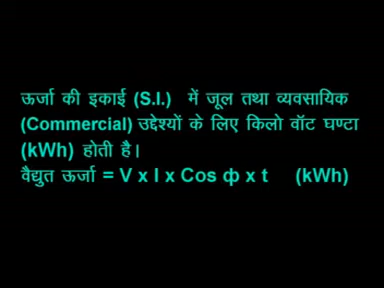 ऊर्जा की इकाई (S.I.) में जूल तथा व्यवसायिक
(Commercial) उद्देश्यों के लिए किलो वॉट घण्टा
(kWh) होती है।
वैद्युत ऊर्जा = V x I x Cos ф x t (kWh)